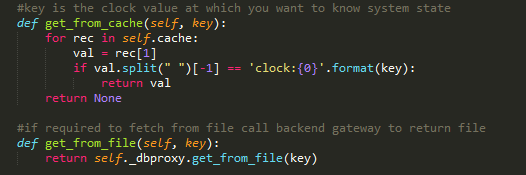 #key is the clock value at which you want to know system state
def get_from_cache(self, key):
    for rec in self.cache:
        val = rec[1]
        if val.split(" ")[-1] == 'clock:{0}'.format(key):
            return val
    return None

#if required to fetch from file call backend gateway to return file
def get_from_file(self, key):
    return self._dbproxy.get_from_file(key)